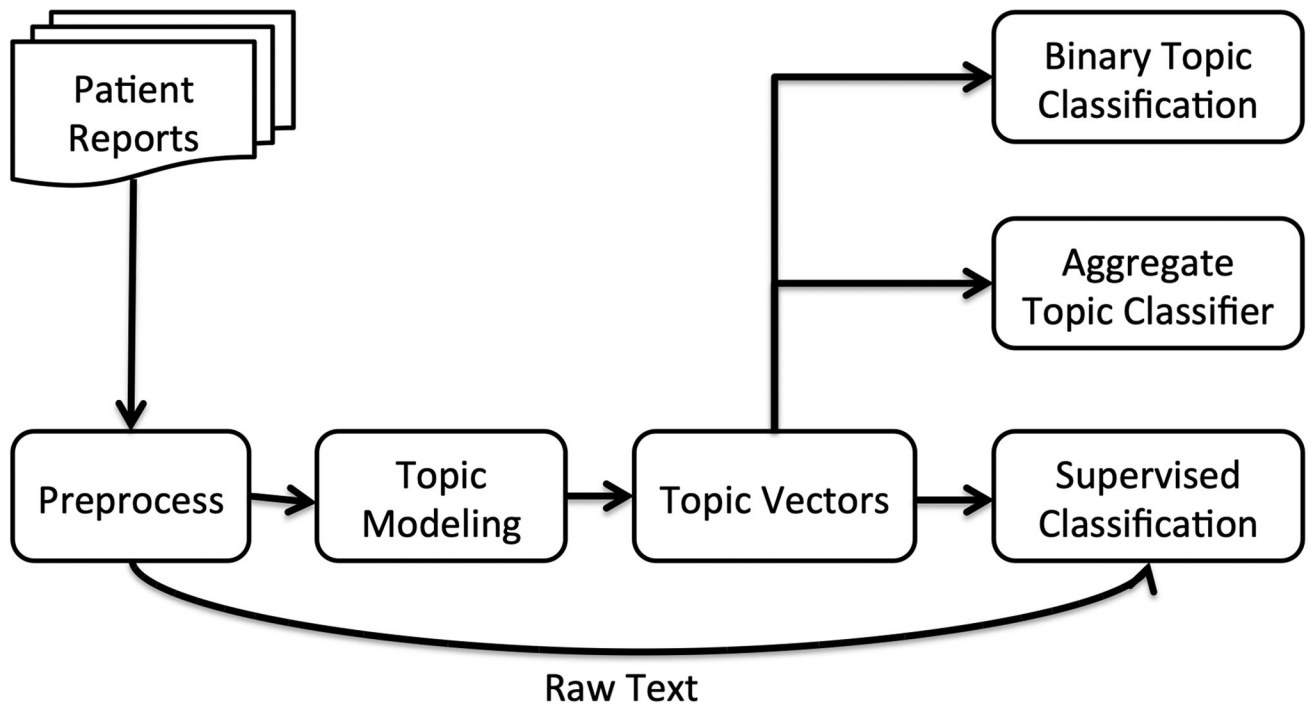 Patient
Reports
Binary Topic
Classification
Aggregate
Topic Classifier
Preprocess
Topic
Modeling
Topic Vectors
Supervised
Classification
Raw Text